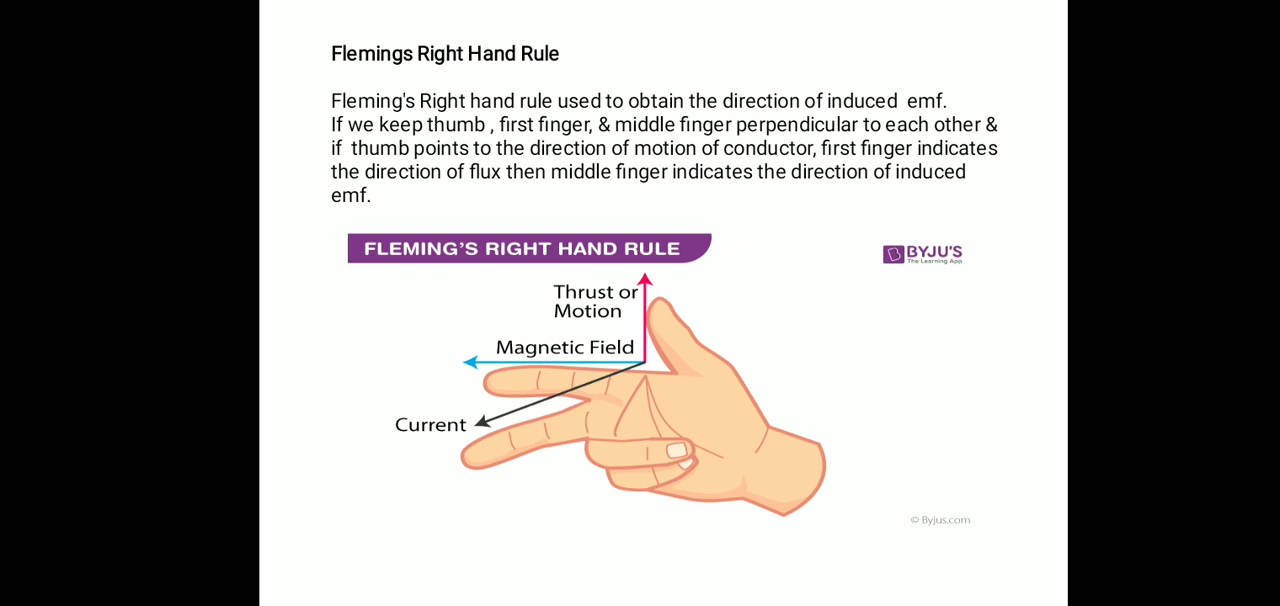 Flemings Right Hand Rule
Fleming's Right hand rule used to obtain the direction of induced emf.
If we keep thumb , first finger, & middle finger perpendicular to each other &
if thumb points to the direction of motion of conductor, first finger indicates
the direction of flux then middle finger indicates the direction of induced
emf.
FLEMING'S RIGHT HAND RULE
BYJU'S
The Learning App
Thrust or
Motion
Magnetic Field
Current
© Byjus.com